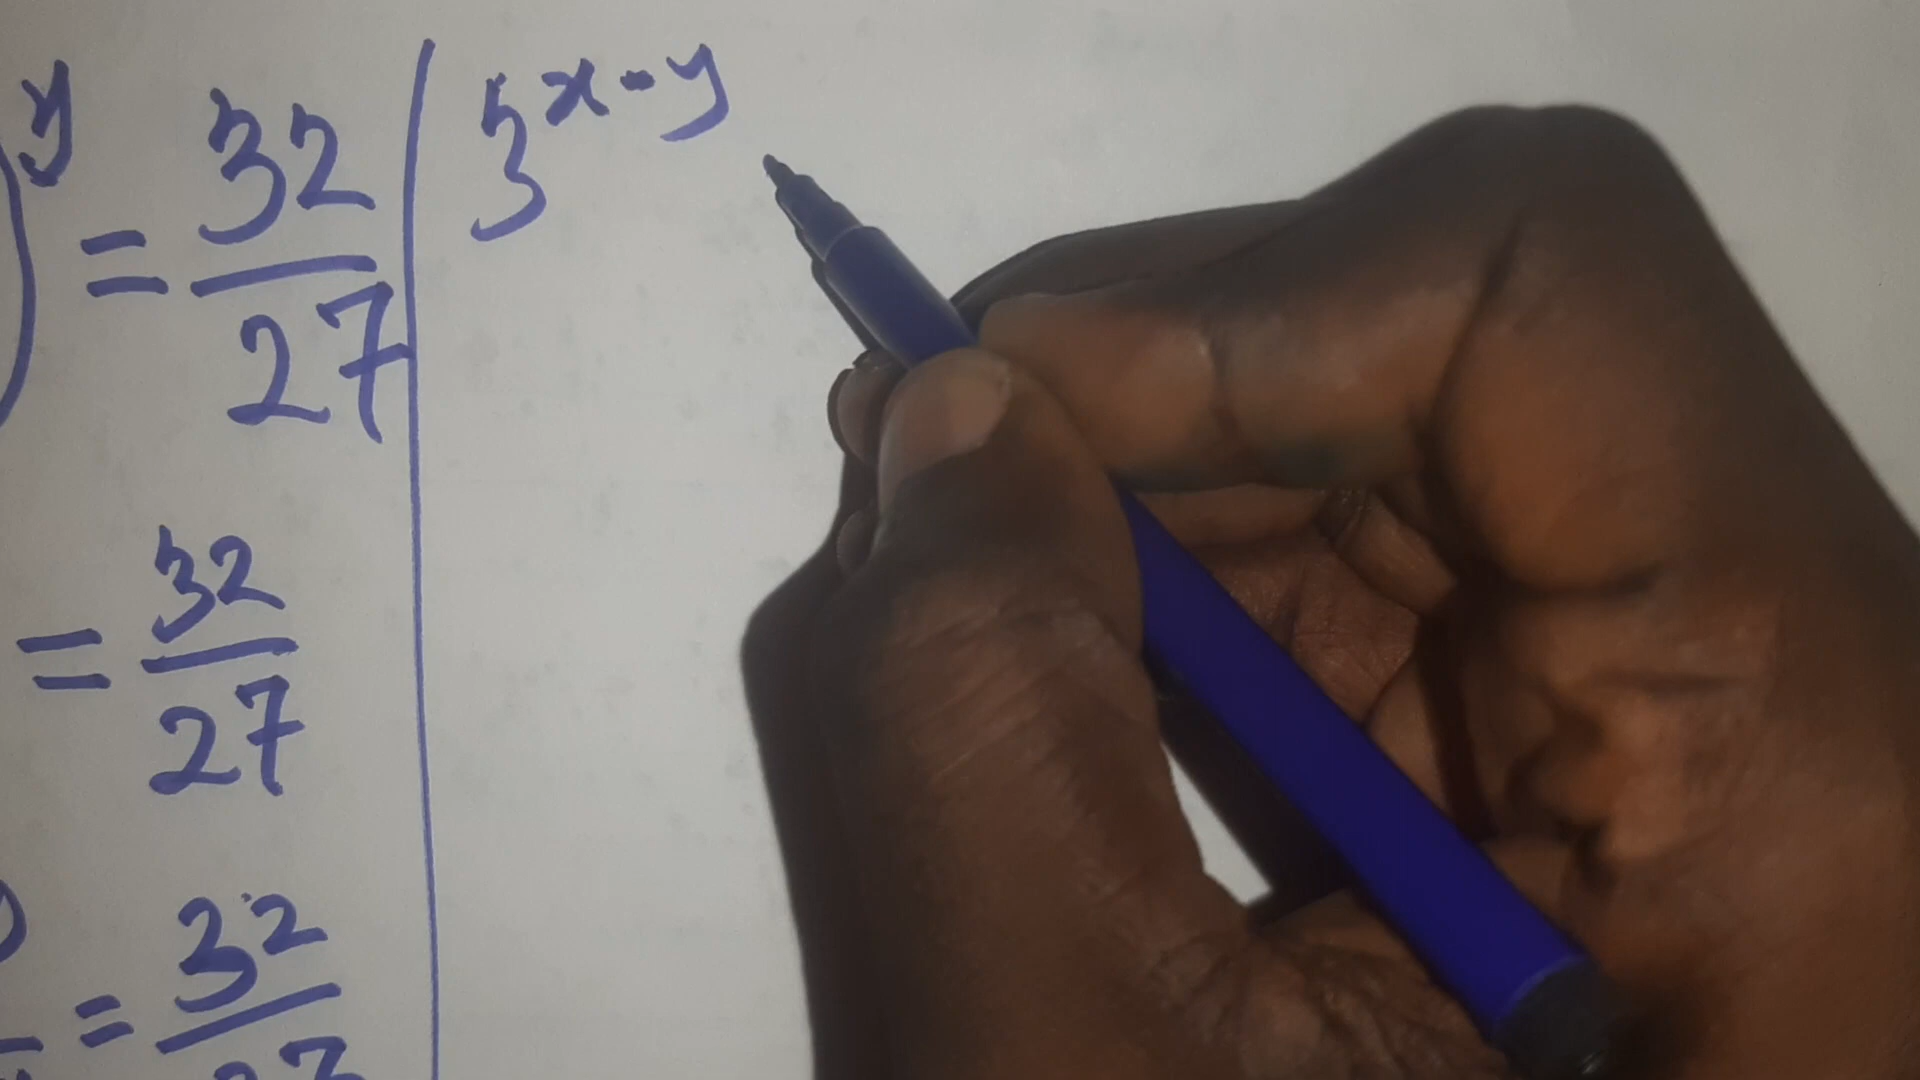 )^y = 32/27 | 3^(x-y)
= 32/27
= 32/27